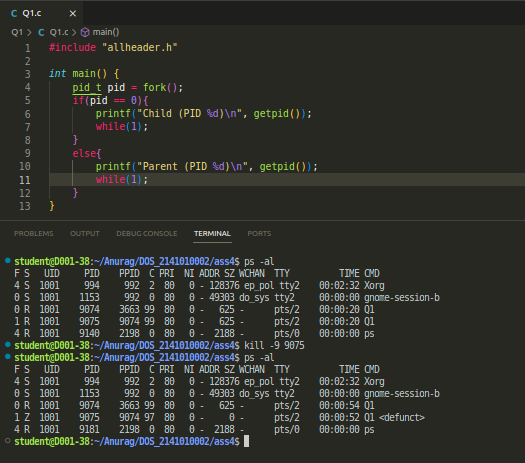 C Q1.c ×
Q1 > C Q1.c > main()
1 #include "allheader.h"
2
3 int main() {
4 pid_t pid = fork();
5 if(pid == 0){
6 printf("Child (PID %d)\n", getpid());
7 while(1);
8 }
9 else{
10 printf("Parent (PID %d)\n", getpid());
11 while(1);
12 }
13 }
PROBLEMS OUTPUT DEBUG CONSOLE TERMINAL PORTS
student@D001-38:~/Anurag/DOS_2141010002/ass4$ ps -al
F S UID PID PPID C PRI NI ADDR SZ WCHAN TTY TIME CMD
4 S 1001 994 992 2 80 0 - 128376 ep_pol tty2 00:02:32 Xorg
0 S 1001 1153 992 0 80 0 - 49303 do_sys tty2 00:00:00 gnome-session-b
0 R 1001 9074 3663 99 80 0 - 625 - pts/2 00:00:20 Q1
1 R 1001 9075 9074 99 80 0 - 625 - pts/2 00:00:20 Q1
4 R 1001 9140 2198 0 80 0 - 2188 - pts/0 00:00:00 ps
student@D001-38:~/Anurag/DOS_2141010002/ass4$ kill -9 9075
student@D001-38:~/Anurag/DOS_2141010002/ass4$ ps -al
F S UID PID PPID C PRI NI ADDR SZ WCHAN TTY TIME CMD
4 S 1001 994 992 2 80 0 - 128376 ep_pol tty2 00:02:32 Xorg
0 S 1001 1153 992 0 80 0 - 49303 do_sys tty2 00:00:00 gnome-session-b
0 R 1001 9074 3663 99 80 0 - 625 - pts/2 00:00:54 Q1
1 Z 1001 9075 9074 97 80 0 - 0 - pts/2 00:00:52 Q1 <defunct>
4 R 1001 9181 2198 0 80 0 - 2188 - pts/0 00:00:00 ps
student@D001-38:~/Anurag/DOS_2141010002/ass4$